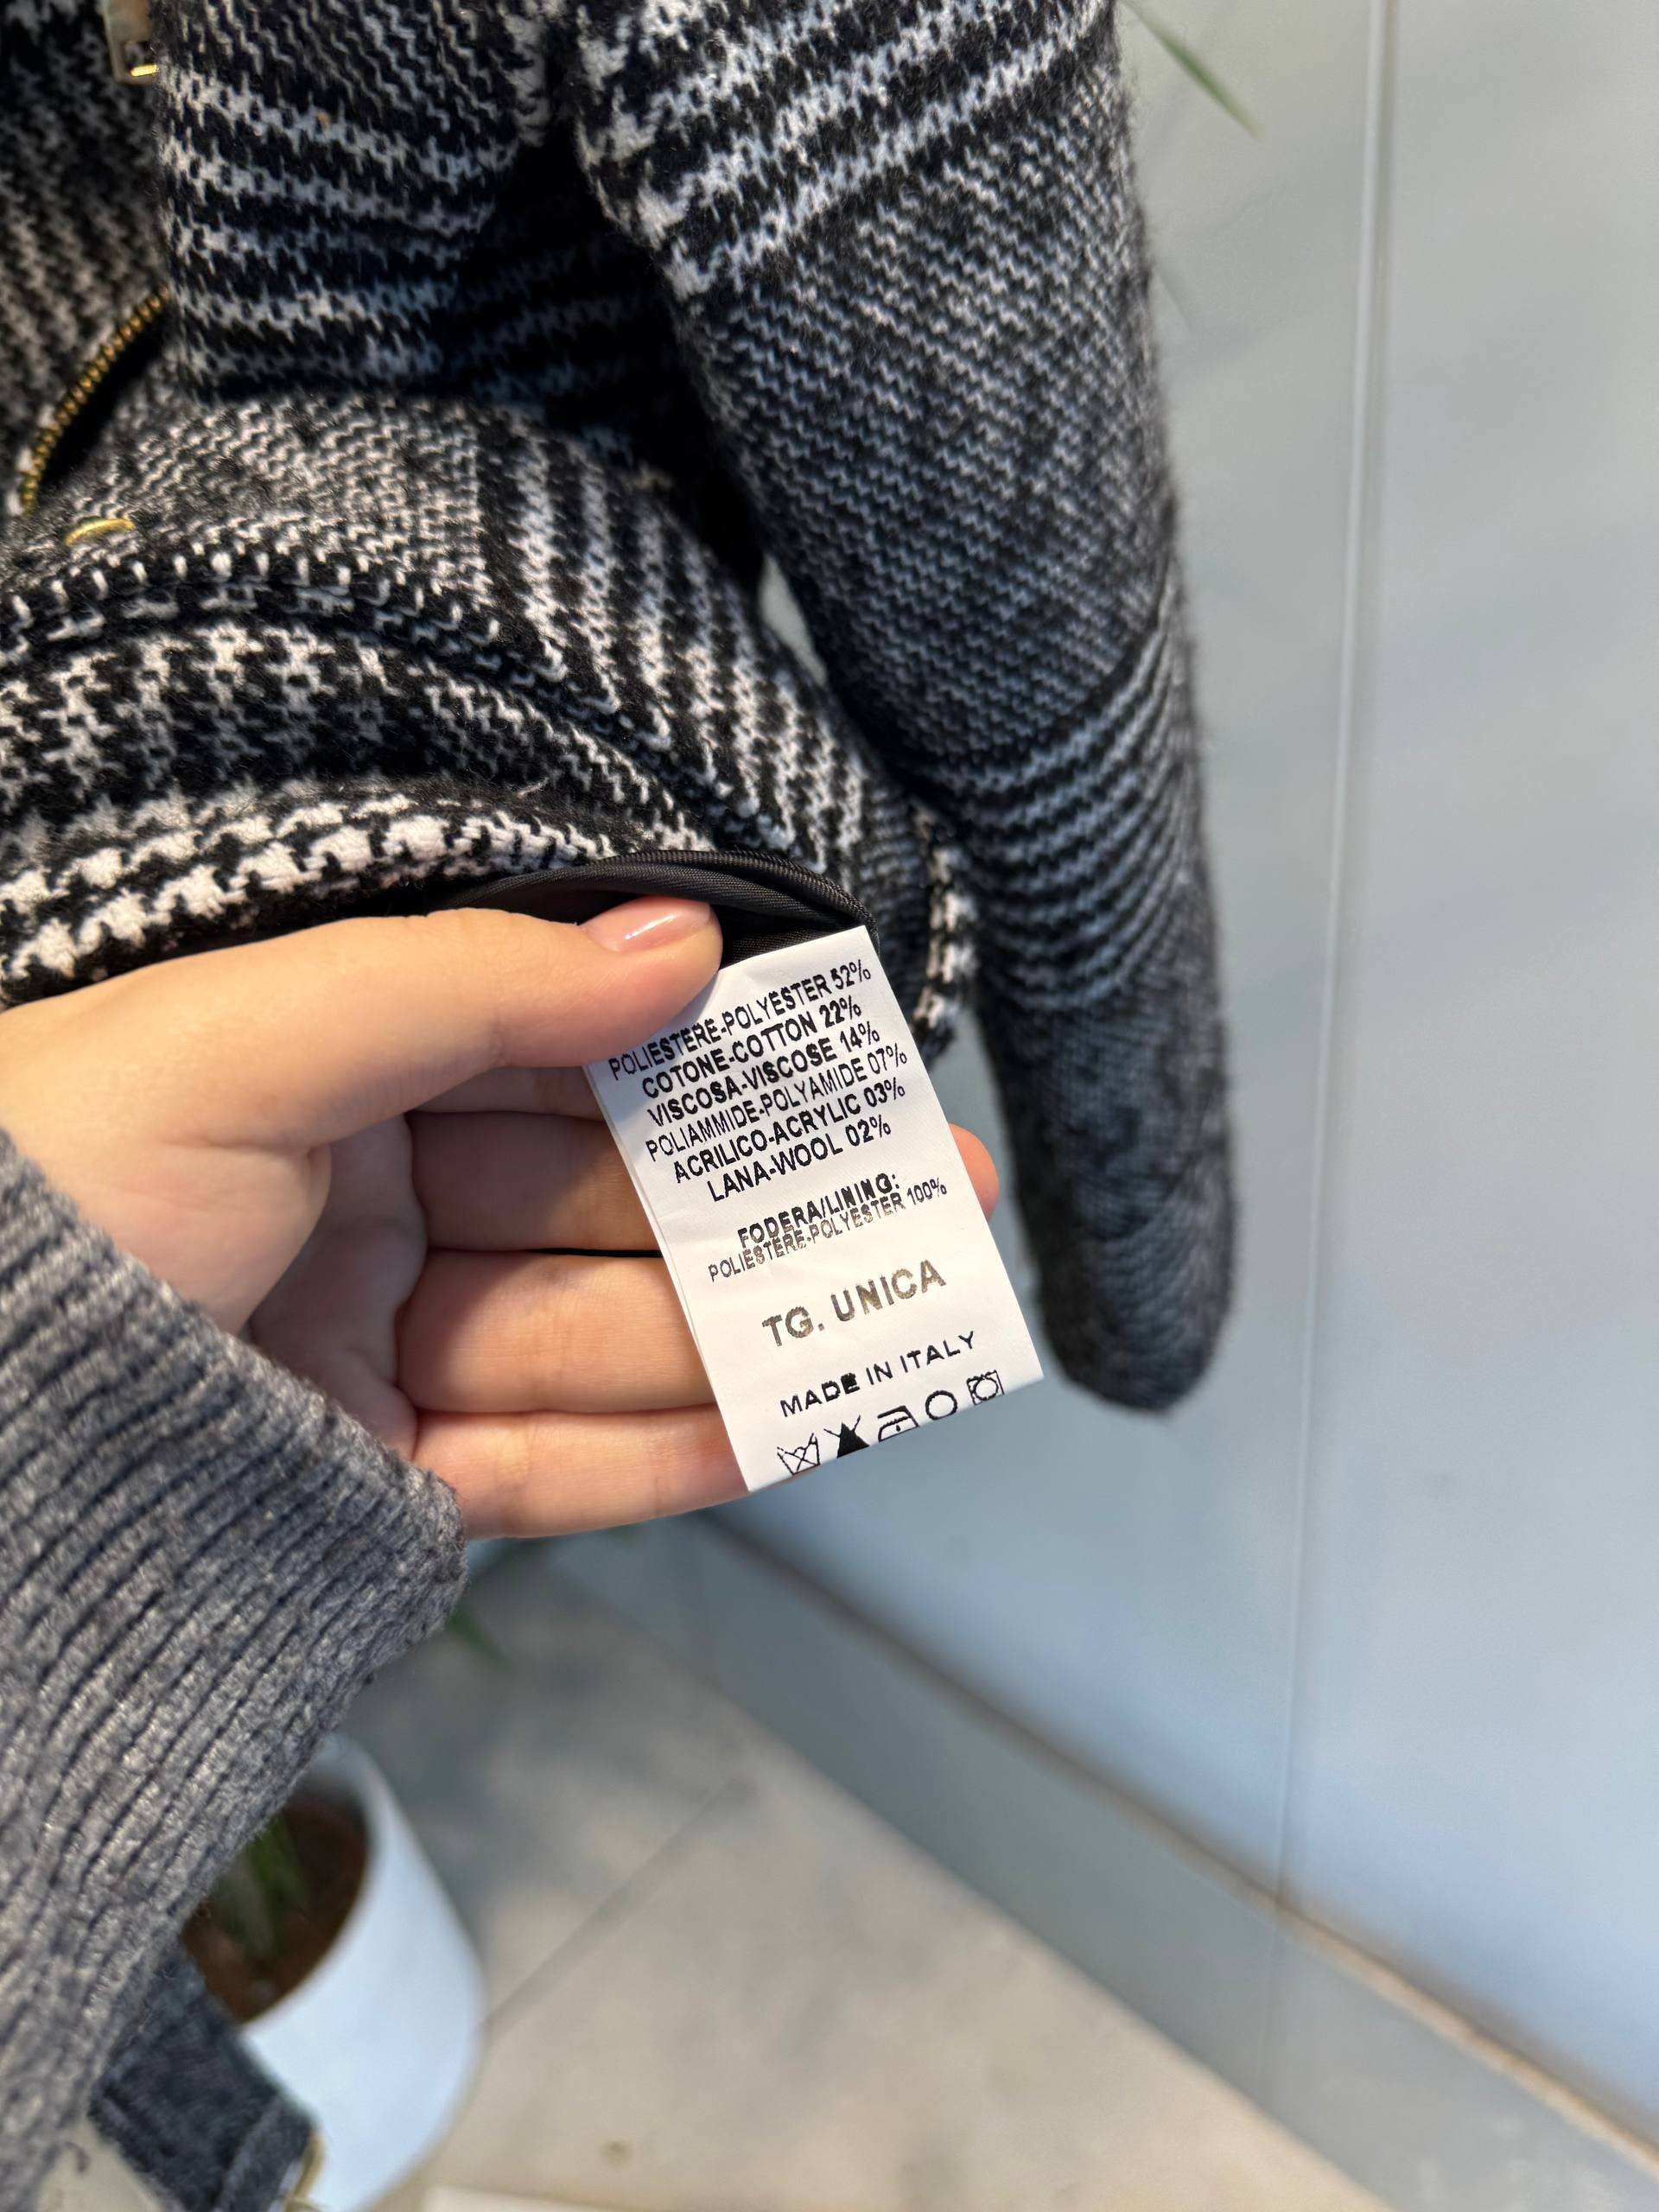 POLIESTERE-POLYESTER 52%
COTONE-COTTON 22%
VISCOSA-VISCOSE 14%
POLIAMMIDE-POLYAMIDE 07%
ACRILICO-ACRYLIC 03%
LANA-WOOL 02%
FODERA/LINING:
POLIESTERE-POLYESTER 100%
TG. UNICA
MADE IN ITALY